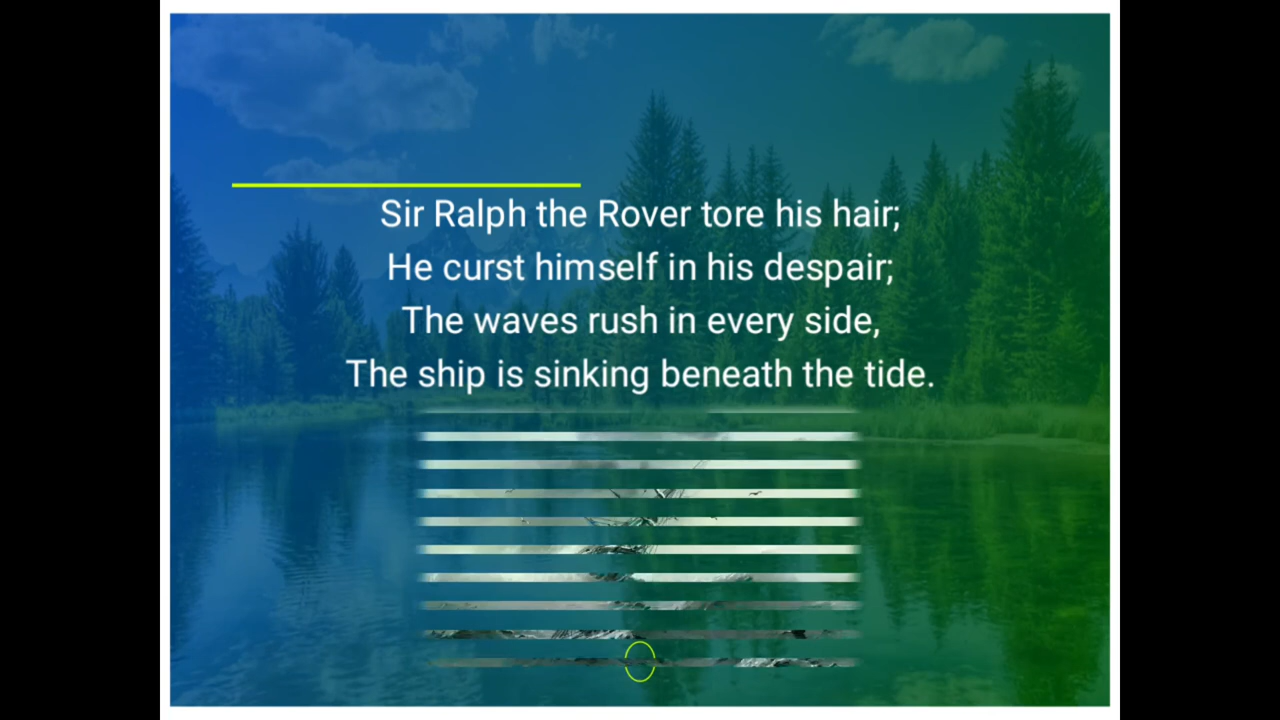 Sir Ralph the Rover tore his hair;
He curst himself in his despair;
The waves rush in every side,
The ship is sinking beneath the tide.